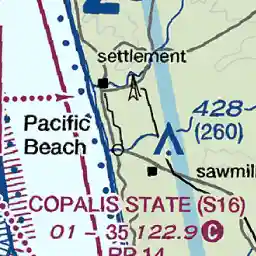 settlement
Pacific
Beach
428
(260)
sawmill
COPALIS STATE (S16)
01 - 35 122.9 C